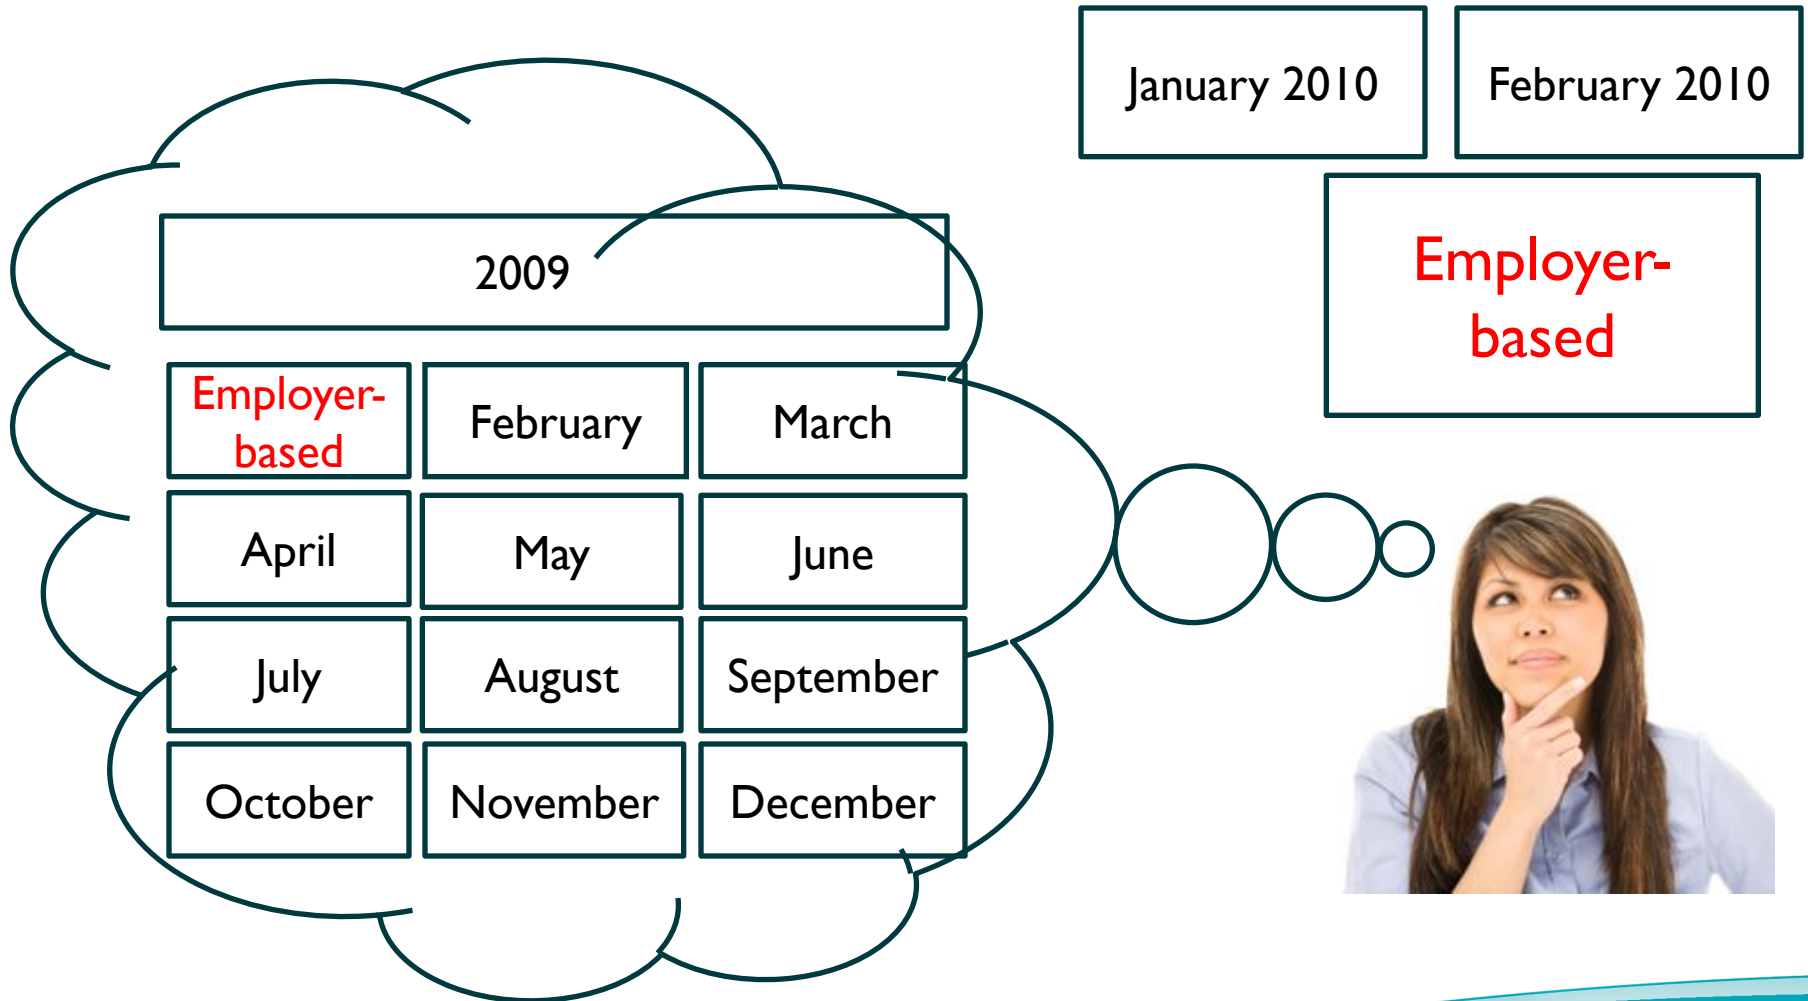 January 2010
February 2010
Employer-
based
2009
Employer-
based
February
March
April
May
June
July
August
September
October
November
December